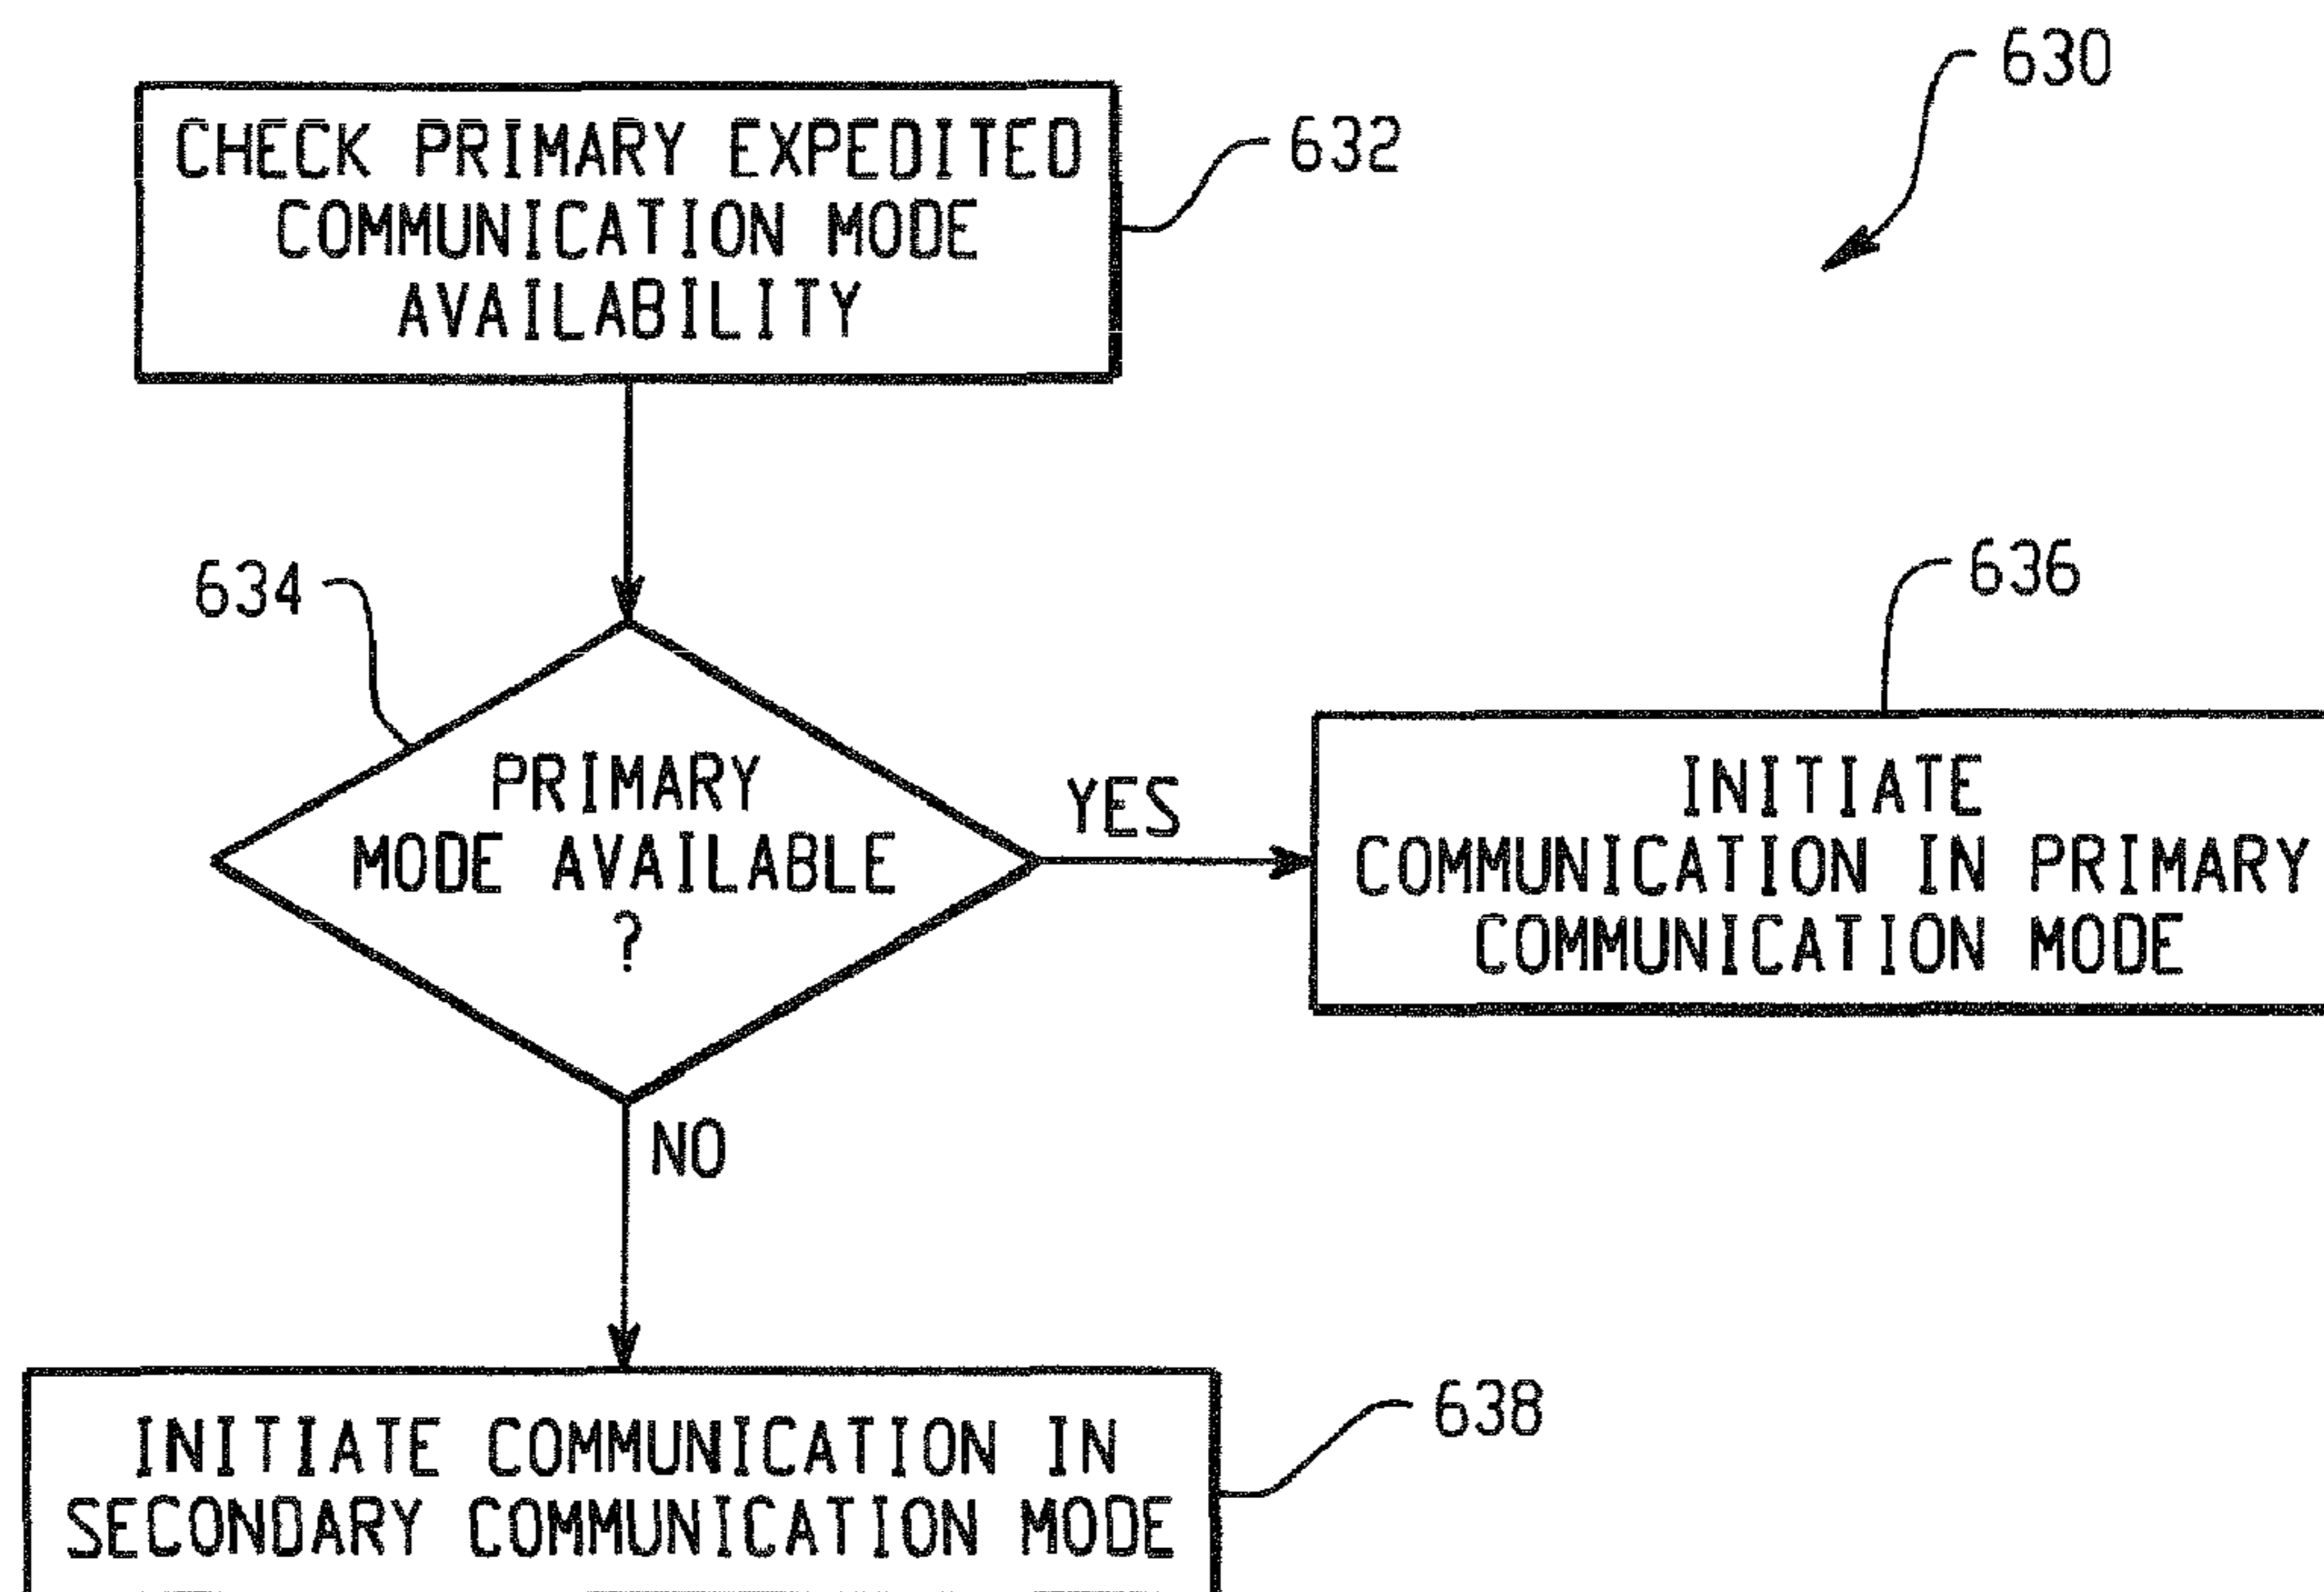 630
CHECK PRIMARY EXPEDITED
COMMUNICATION MODE
AVAILABILITY
632
634
PRIMARY
MODE AVAILABLE
?
YES
636
INITIATE
COMMUNICATION IN PRIMARY
COMMUNICATION MODE
NO
638
INITIATE COMMUNICATION IN
SECONDARY COMMUNICATION MODE